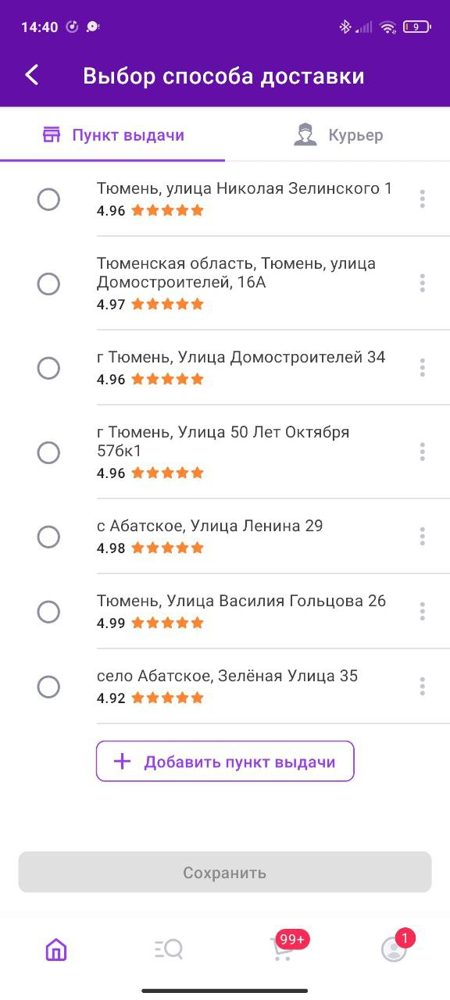 14:40
9
Выбор способа доставки
Пункт выдачи
Курьер
Тюмень, улица Николая Зелинского 1
4.96
Тюменская область, Тюмень, улица
Домостроителей, 16А
4.97
г Тюмень, Улица Домостроителей 34
4.96
г Тюмень, Улица 50 Лет Октября
57бк1
4.96
с Абатское, Улица Ленина 29
4.98
Тюмень, Улица Василия Гольцова 26
4.99
село Абатское, Зелёная Улица 35
4.92
+ Добавить пункт выдачи
Сохранить
99+
1